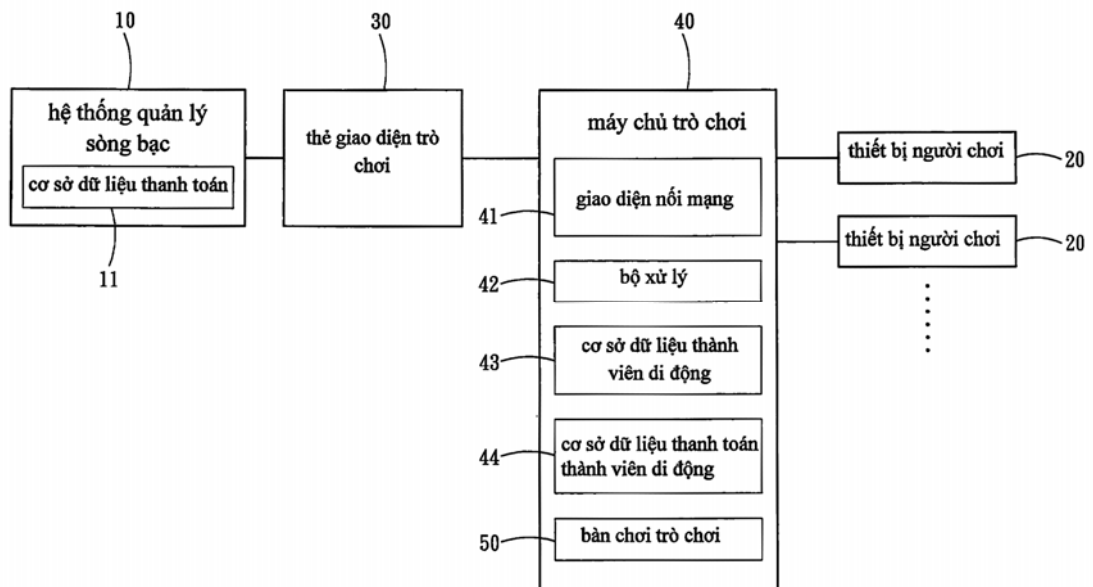 10
30
40
hệ thống quản lý
sòng bạc
cơ sở dữ liệu thanh toán
11
thẻ giao diện trò
chơi
máy chủ trò chơi
41
giao diện nối mạng
42
bộ xử lý
43
cơ sở dữ liệu thành
viên di động
44
cơ sở dữ liệu thanh toán
thành viên di động
50
bàn chơi trò chơi
thiết bị người chơi
20
thiết bị người chơi
20